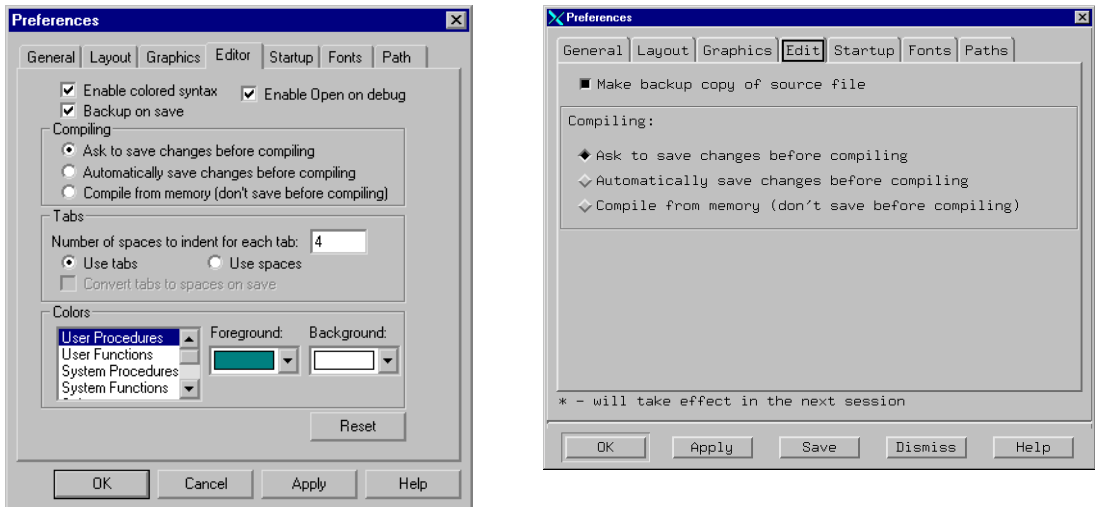 Preferences
General Layout Graphics Editor Startup Fonts Path
Enable colored syntax Enable Open on debug
Backup on save
Compiling
Ask to save changes before compiling
Automatically save changes before compiling
Compile from memory (don't save before compiling)
Tabs
Number of spaces to indent for each tab: 4
Use tabs Use spaces
Convert tabs to spaces on save
Colors
User Procedures
User Functions
System Procedures
System Functions
Foreground: Background:
Reset
OK Cancel Apply Help
Preferences
General Layout Graphics Edit Startup Fonts Paths
Make backup copy of source file
Compiling:
Ask to save changes before compiling
Automatically save changes before compiling
Compile from memory (don't save before compiling)
* - will take effect in the next session
OK Apply Save Dismiss Help